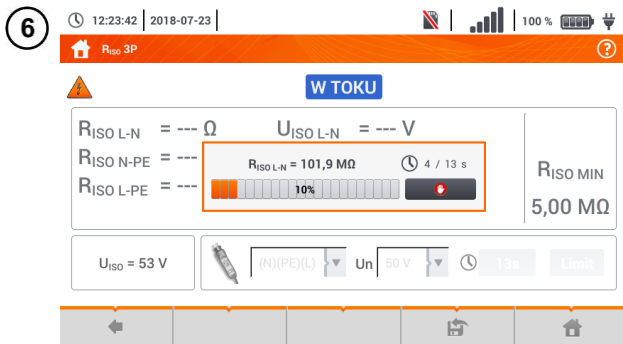 6
12:23:42 2018-07-23 100 %
RISO 3P ?
W TOKU
RISO L-N = --- Ω UISO L-N = --- V
RISO N-PE = ---
RISO L-PE = ---
RISO L-N = 101,9 MΩ 4 / 13 s
10%
RISO MIN
5,00 MΩ
UISO = 53 V (N)(PE)(L) Un 50 V 13s Limit